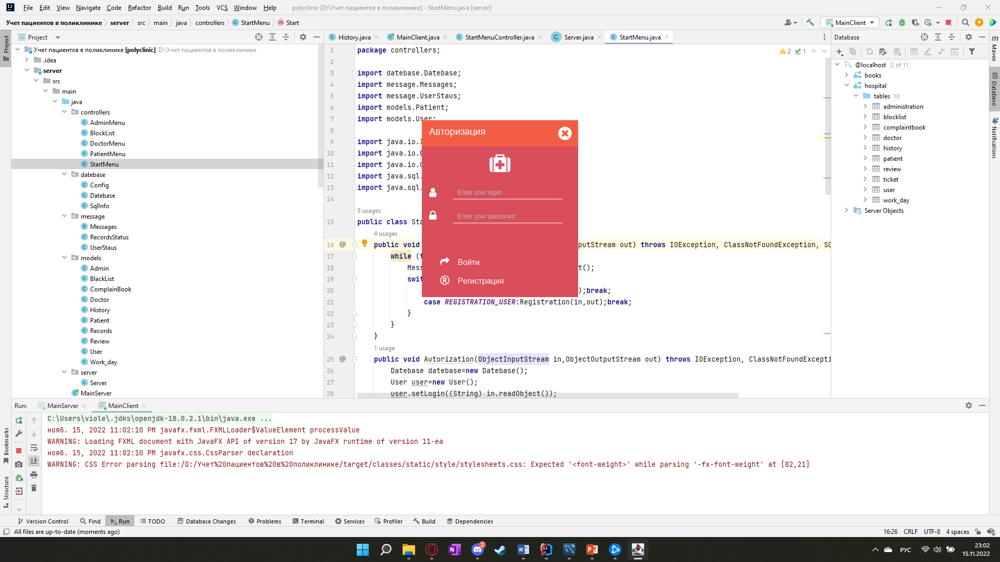 File Edit View Navigate Code Refactor Build Run Tools VCS Window Help polyclinic [D:\Учет пациентов в поликлинике] - StartMenu.java [server]
Учет пациентов в поликлинике server src main java controllers StartMenu Start
MainClient
Project
History.java MainClient.java StartMenuController.java Server.java StartMenu.java
Database
Учет пациентов в поликлинике [polyclinic] D:\Учет пациентов в поликлинике
.idea
server
src
main
java
controllers
AdminMenu
BlockList
DoctorMenu
PatientMenu
StartMenu
datebase
Config
Datebase
SqlInfo
message
Messages
RecordsStatus
UserStaus
models
Admin
BlackList
ComplainBook
Doctor
History
Patient
Records
Review
User
Work_day
server
Server
MainServer
1 package controllers;
2
3 import datebase.Datebase;
4 import message.Messages;
5 import message.UserStaus;
6 import models.Patient;
7 import models.User;
8
9 import java.io.I
10 import java.io.O
11 import java.io.O
12 import java.sql.
13 import java.sql.
14
9 usages
15 public class Sta
4 usages
16 @ public void putStream out) throws IOException, ClassNotFoundException, SQ
17 while (t
18 Mess t();
19 swit
20 );break;
21 case REGISTRATION_USER:Registration(in,out);break;
22 }
23 }
24 }
1 usage
25 @ public void Autorization(ObjectInputStream in,ObjectOutputStream out) throws IOException, ClassNotFoundExcepti
26 Datebase datebase=new Datebase();
27 User user=new User();
28 user.setLogin((String) in.readObject());
2 1
Авторизация
Enter your login
Enter your password
Войти
Регистрация
@localhost 2 of 11
books
hospital
tables 10
administration
blocklist
complaintbook
doctor
history
patient
review
ticket
user
work_day
Server Objects
Project
Bookmarks
Structure
Maven
Database
Notifications
Run: MainServer MainClient
C:\Users\viole\.jdks\openjdk-18.0.2.1\bin\java.exe ...
нояб. 15, 2022 11:02:10 PM javafx.fxml.FXMLLoader$ValueElement processValue
WARNING: Loading FXML document with JavaFX API of version 17 by JavaFX runtime of version 11-ea
нояб. 15, 2022 11:02:10 PM javafx.css.CssParser declaration
WARNING: CSS Error parsing file:/D:/Учет%20пациентов%20в%20поликлинике/target/classes/static/style/stylesheets.css: Expected '<font-weight>' while parsing '-fx-font-weight' at [82,21]
Version Control Find Run TODO Database Changes Problems Terminal Services Profiler Build Dependencies
All files are up-to-date (moments ago)
16:26 CRLF UTF-8 4 spaces
2
РУС
23:02
15.11.2022